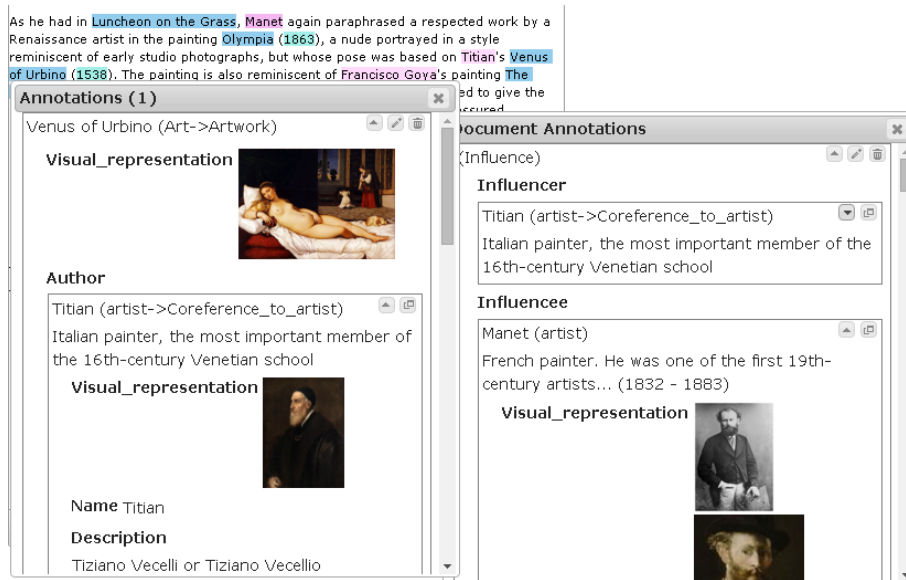 As he had in Luncheon on the Grass, Manet again paraphrased a respected work by a
Renaissance artist in the painting Olympia (1863), a nude portrayed in a style
reminiscent of early studio photographs, but whose pose was based on Titian's Venus
of Urbino (1538). The painting is also reminiscent of Francisco Goya's painting The
ed to give the
Annotations (1)
Venus of Urbino (Art->Artwork)
Visual_representation
Author
Titian (artist->Coreference_to_artist)
Italian painter, the most important member of
the 16th-century Venetian school
Visual_representation
Name Titian
Description
Tiziano Vecelli or Tiziano Vecellio
Document Annotations
(Influence)
Influencer
Titian (artist->Coreference_to_artist)
Italian painter, the most important member of the
16th-century Venetian school
Influencee
Manet (artist)
French painter. He was one of the first 19th-
century artists... (1832 - 1883)
Visual_representation